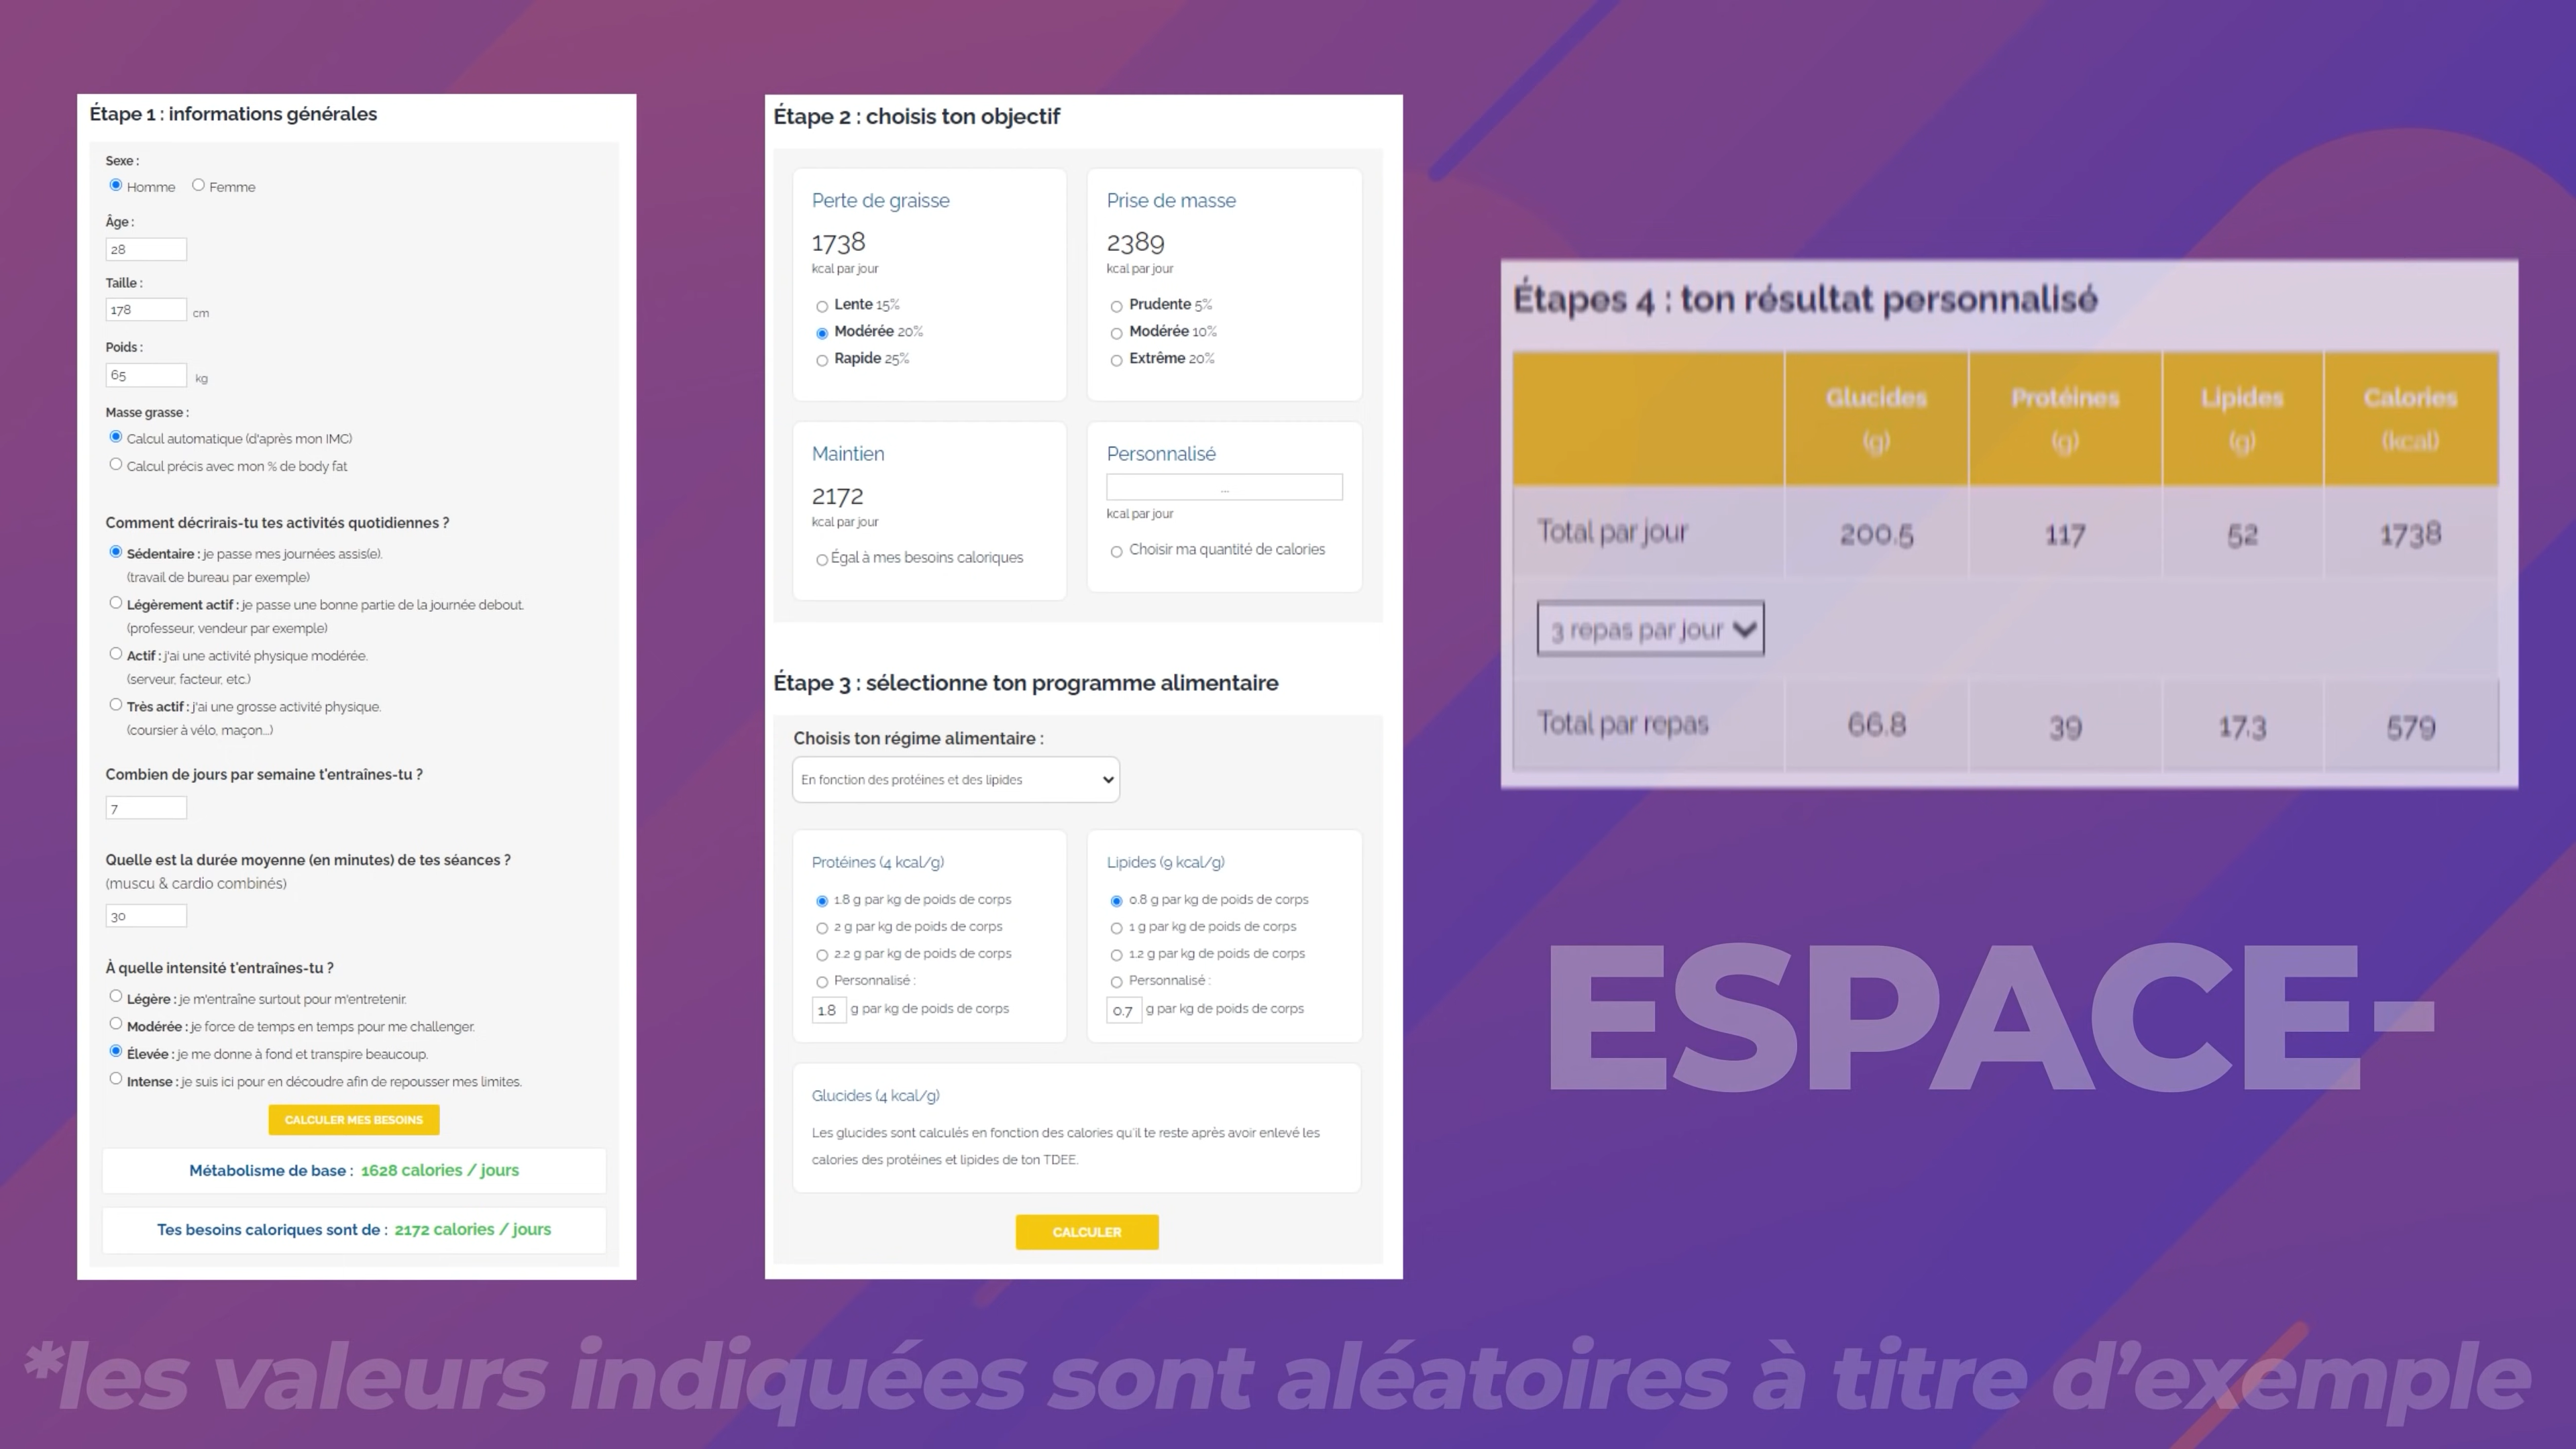 Étape 1 : informations générales
Sexe :
Homme Femme
Âge :
28
Taille :
178 cm
Poids :
65 kg
Masse grasse :
Calcul automatique (d'après mon IMC)
Calcul précis avec mon % de body fat
Comment décrirais-tu tes activités quotidiennes ?
Sédentaire : je passe mes journées assis(e).
(travail de bureau par exemple)
Légèrement actif : je passe une bonne partie de la journée debout.
(professeur, vendeur par exemple)
Actif : j'ai une activité physique modérée.
(serveur, facteur, etc.)
Très actif : j'ai une grosse activité physique.
(coursier à vélo, maçon...)
Combien de jours par semaine t'entraînes-tu ?
7
Quelle est la durée moyenne (en minutes) de tes séances ?
(muscu & cardio combinés)
30
À quelle intensité t'entraînes-tu ?
Légère : je m'entraîne surtout pour m'entretenir.
Modérée : je force de temps en temps pour me challenger.
Élevée : je me donne à fond et transpire beaucoup.
Intense : je suis ici pour en découdre afin de repousser mes limites.
CALCULER MES BESOINS
Métabolisme de base : 1628 calories / jours
Tes besoins caloriques sont de : 2172 calories / jours
Étape 2 : choisis ton objectif
Perte de graisse
1738
kcal par jour
Lente 15%
Modérée 20%
Rapide 25%
Prise de masse
2389
kcal par jour
Prudente 5%
Modérée 10%
Extrême 20%
Maintien
2172
kcal par jour
Égal à mes besoins caloriques
Personnalisé
...
kcal par jour
Choisir ma quantité de calories
Étape 3 : sélectionne ton programme alimentaire
Choisis ton régime alimentaire :
En fonction des protéines et des lipides
Protéines (4 kcal/g)
1.8 g par kg de poids de corps
2 g par kg de poids de corps
2.2 g par kg de poids de corps
Personnalisé :
1.8 g par kg de poids de corps
Lipides (9 kcal/g)
0.8 g par kg de poids de corps
1 g par kg de poids de corps
1.2 g par kg de poids de corps
Personnalisé :
0.7 g par kg de poids de corps
Glucides (4 kcal/g)
Les glucides sont calculés en fonction des calories qu'il te reste après avoir enlevé les
calories des protéines et lipides de ton TDEE.
CALCULER
Étapes 4 : ton résultat personnalisé
Glucides (g) Protéines (g) Lipides (g) Calories (kcal)
Total par jour 200.5 117 52 1738
3 repas par jour
Total par repas 66.8 39 17.3 579
ESPACE-
*les valeurs indiquées sont aléatoires à titre d'exemple